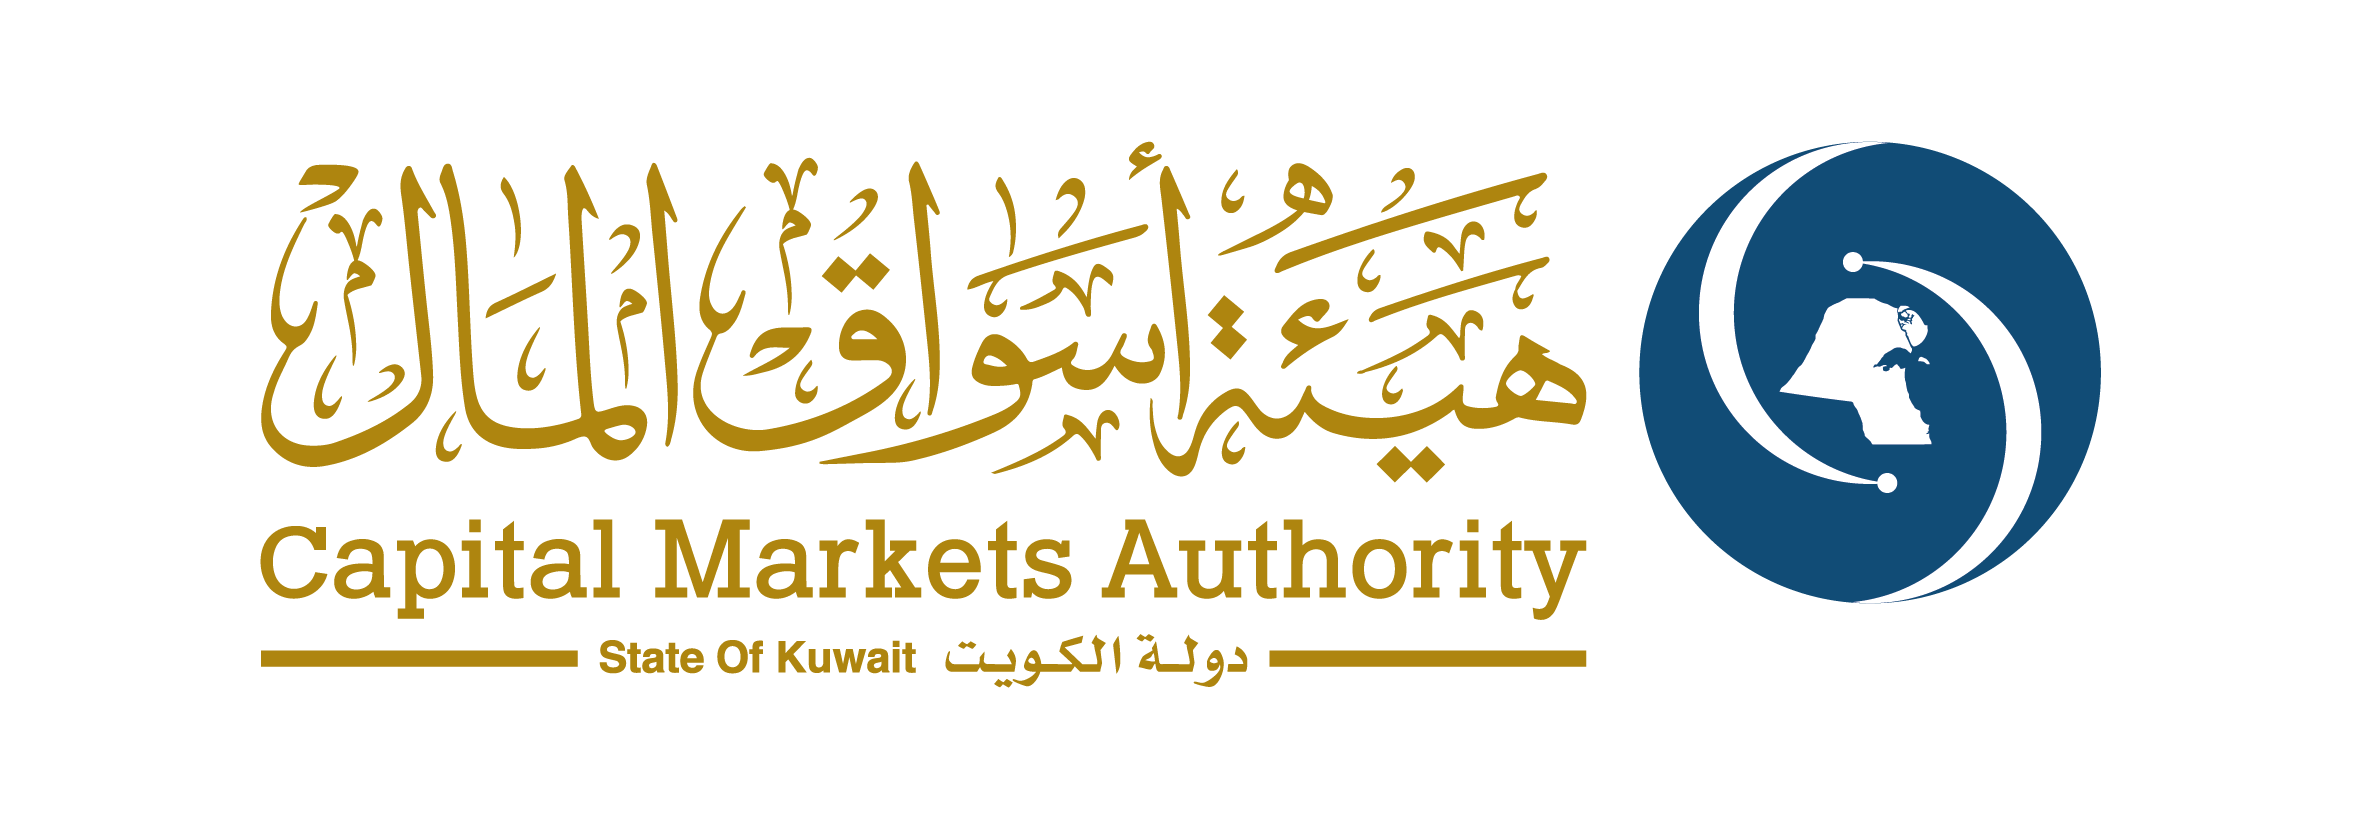 هيئة أسواق المال
Capital Markets Authority
State Of Kuwait دولة الكويت